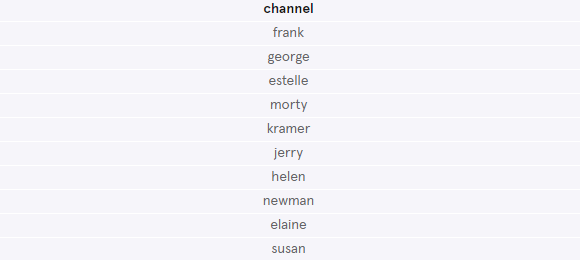 channel
frank
george
estelle
morty
kramer
jerry
helen
newman
elaine
susan